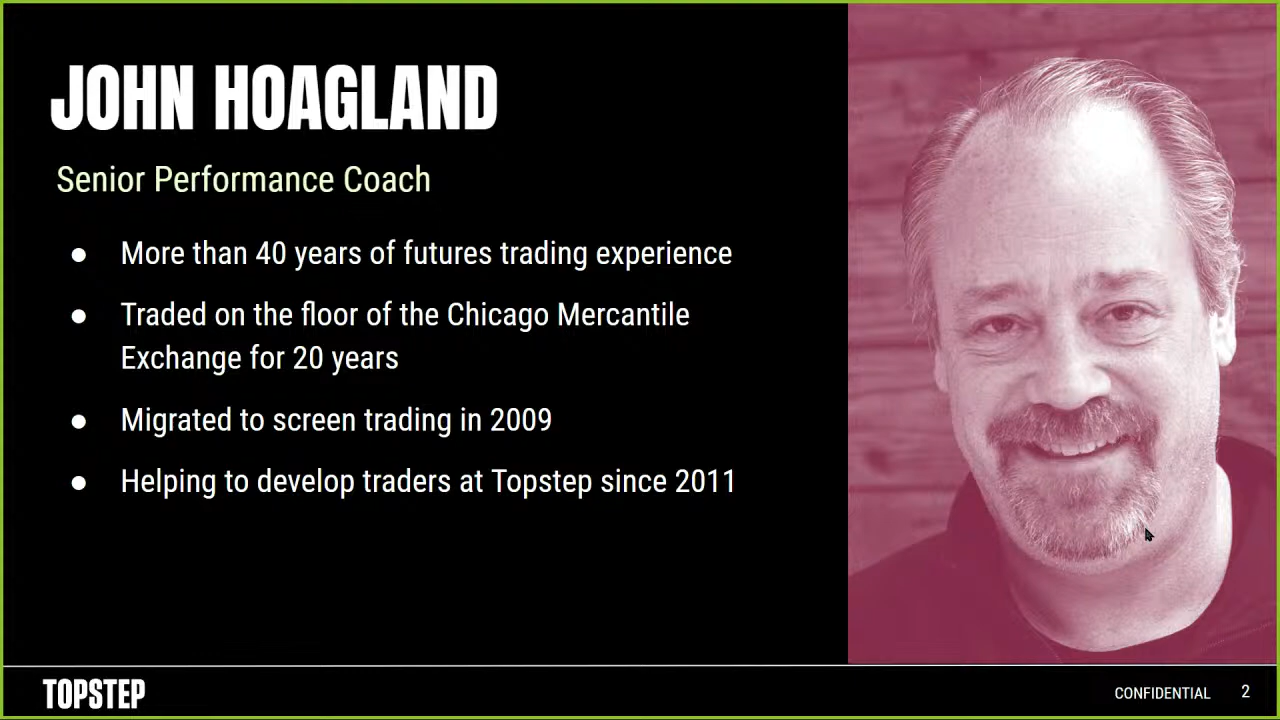 JOHN HOAGLAND
Senior Performance Coach
● More than 40 years of futures trading experience
● Traded on the floor of the Chicago Mercantile
Exchange for 20 years
● Migrated to screen trading in 2009
● Helping to develop traders at Topstep since 2011
TOPSTEP
CONFIDENTIAL 2